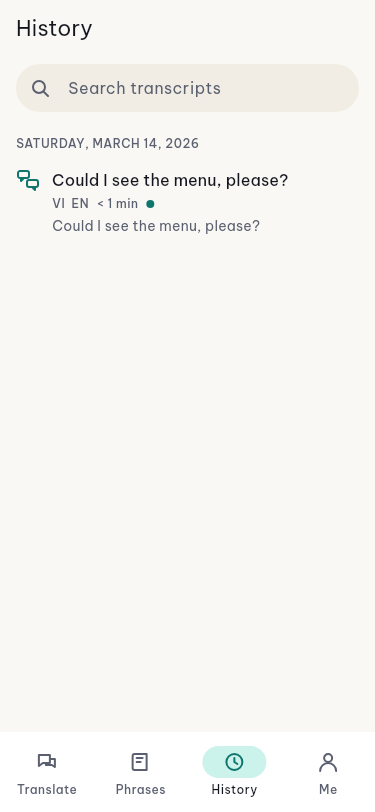 History
Search transcripts
SATURDAY, MARCH 14, 2026
Could I see the menu, please?
VI EN < 1 min
Could I see the menu, please?
Translate Phrases History Me